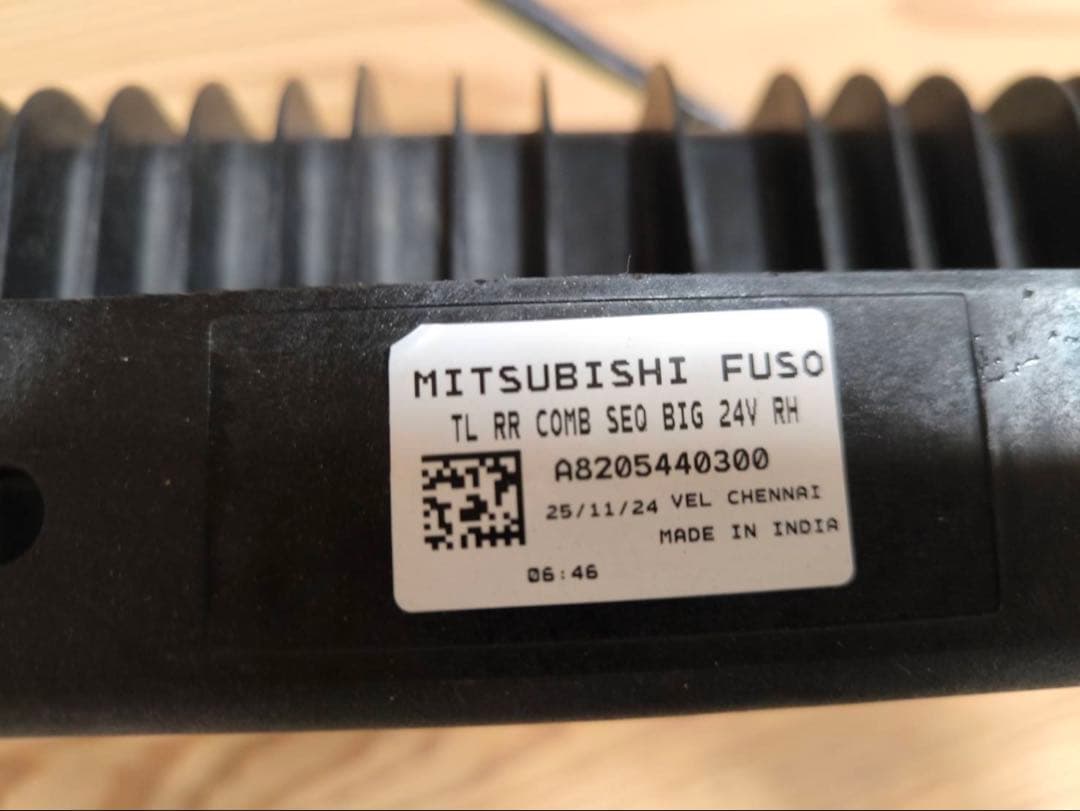 MITSUBISHI FUSO
TL RR COMB SEQ BIG 24V RH
A8205440300
25/11/24 VEL CHENNAI
MADE IN INDIA
06:46